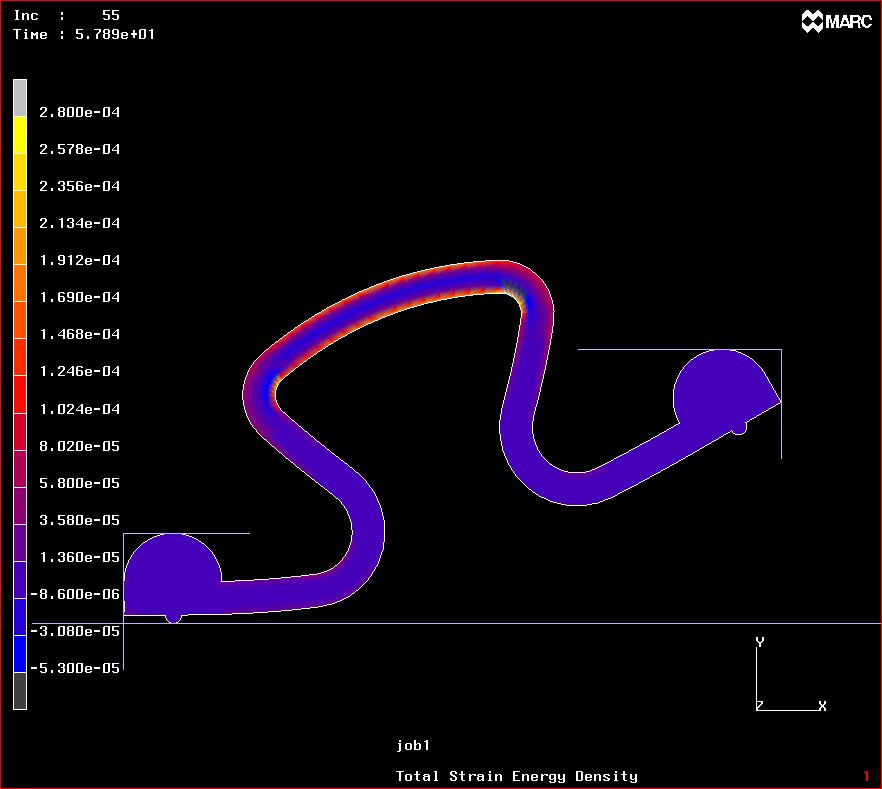 Inc : 55
Time : 5.789e+01
MARC
2.800e-04
2.578e-04
2.356e-04
2.134e-04
1.912e-04
1.690e-04
1.468e-04
1.246e-04
1.024e-04
8.020e-05
5.800e-05
3.580e-05
1.360e-05
-8.600e-06
-3.080e-05
-5.300e-05
Y
Z X
job1
Total Strain Energy Density
1